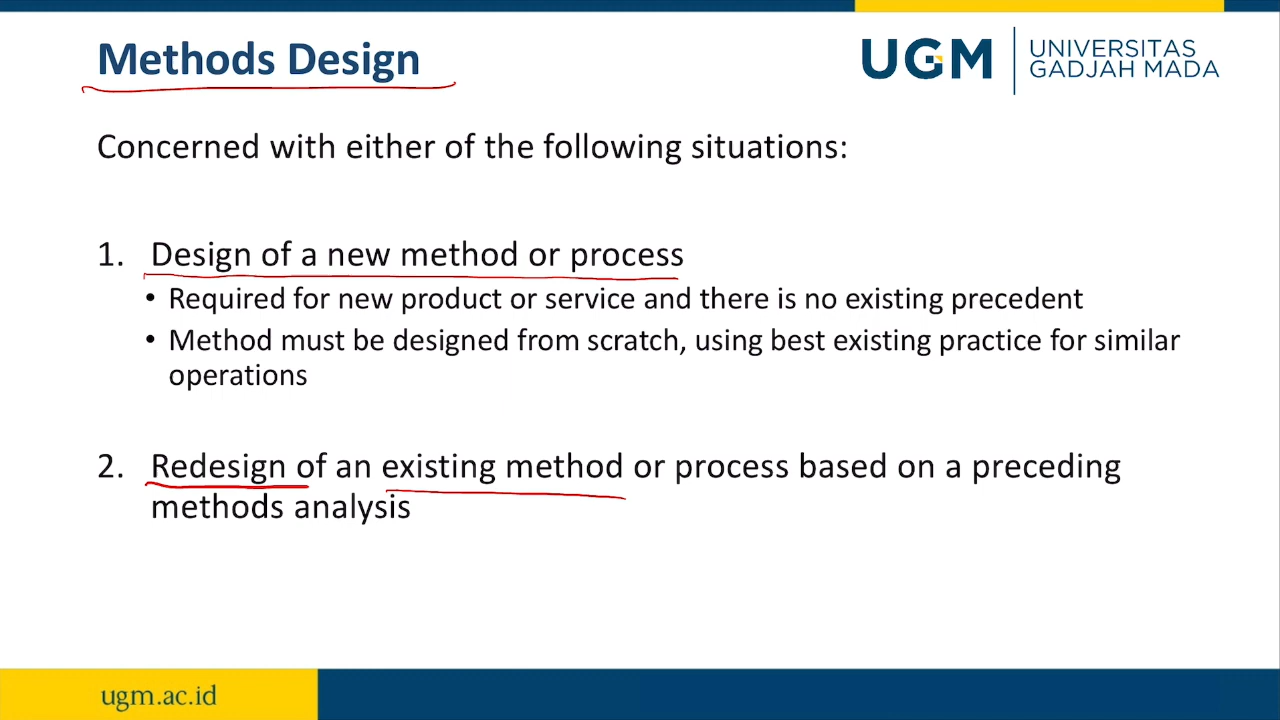 Methods Design
UGM
UNIVERSITAS
GADJAH MADA
Concerned with either of the following situations:
1. Design of a new method or process
• Required for new product or service and there is no existing precedent
• Method must be designed from scratch, using best existing practice for similar
operations
2. Redesign of an existing method or process based on a preceding
methods analysis
ugm.ac.id